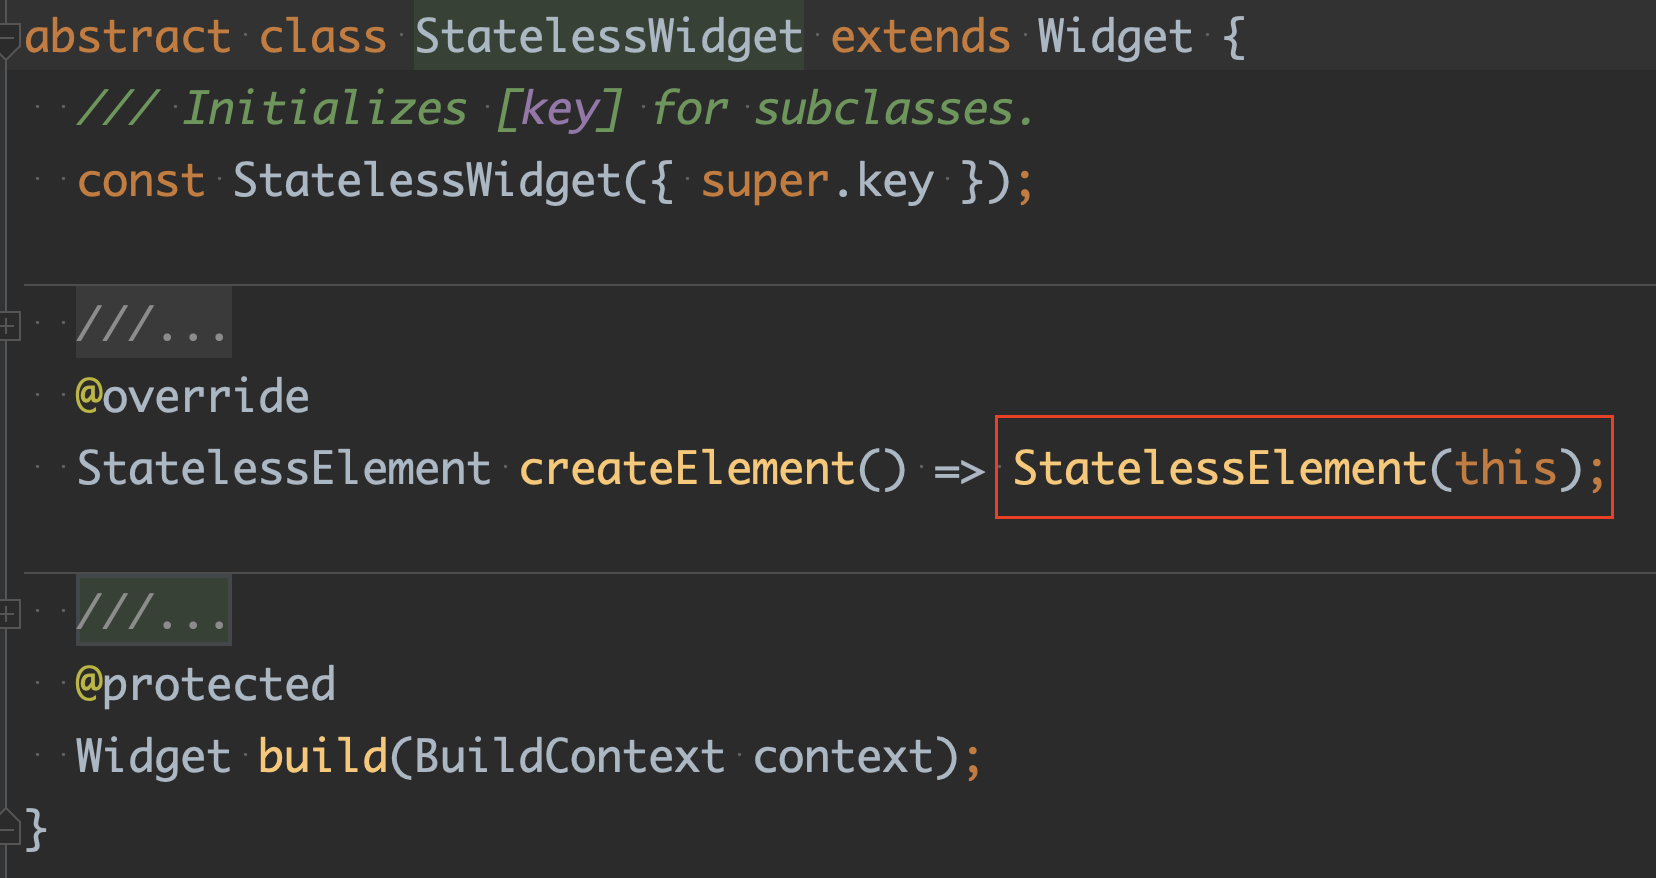 abstract class StatelessWidget extends Widget {
/// Initializes [key] for subclasses.
const StatelessWidget({ super.key });
///...
@override
StatelessElement createElement() => StatelessElement(this);
///...
@protected
Widget build(BuildContext context);
}